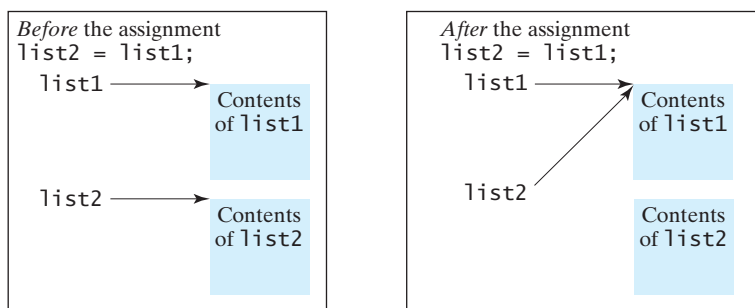 Before the assignment
list2 = list1;
list1
Contents
of list1
list2
Contents
of list2
After the assignment
list2 = list1;
list1
Contents
of list1
list2
Contents
of list2